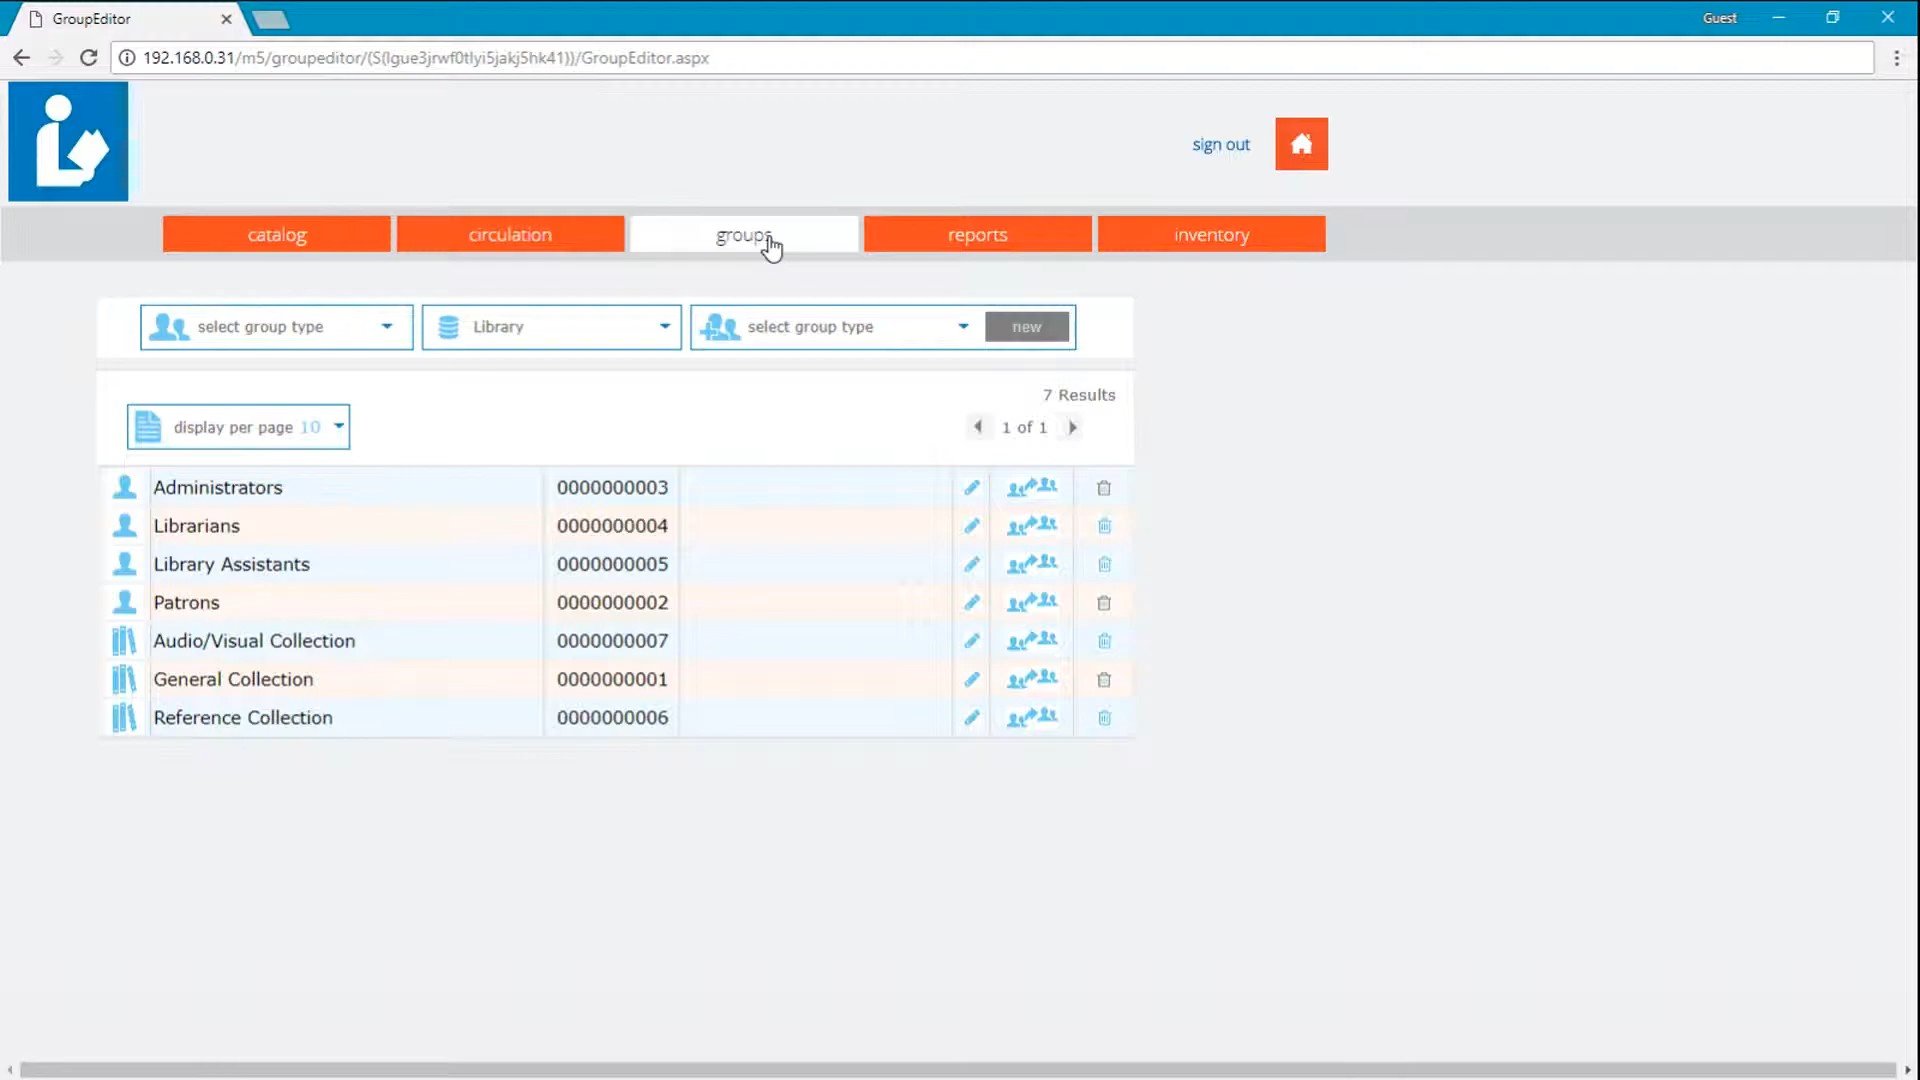 GroupEditor
Guest
192.168.0.31/m5/groupeditor/(S(lgue3jrwf0tlyi5jakj5hk41))/GroupEditor.aspx
sign out
catalog circulation groups reports inventory
select group type Library select group type new
7 Results
display per page 10 1 of 1
Administrators 0000000003
Librarians 0000000004
Library Assistants 0000000005
Patrons 0000000002
Audio/Visual Collection 0000000007
General Collection 0000000001
Reference Collection 0000000006